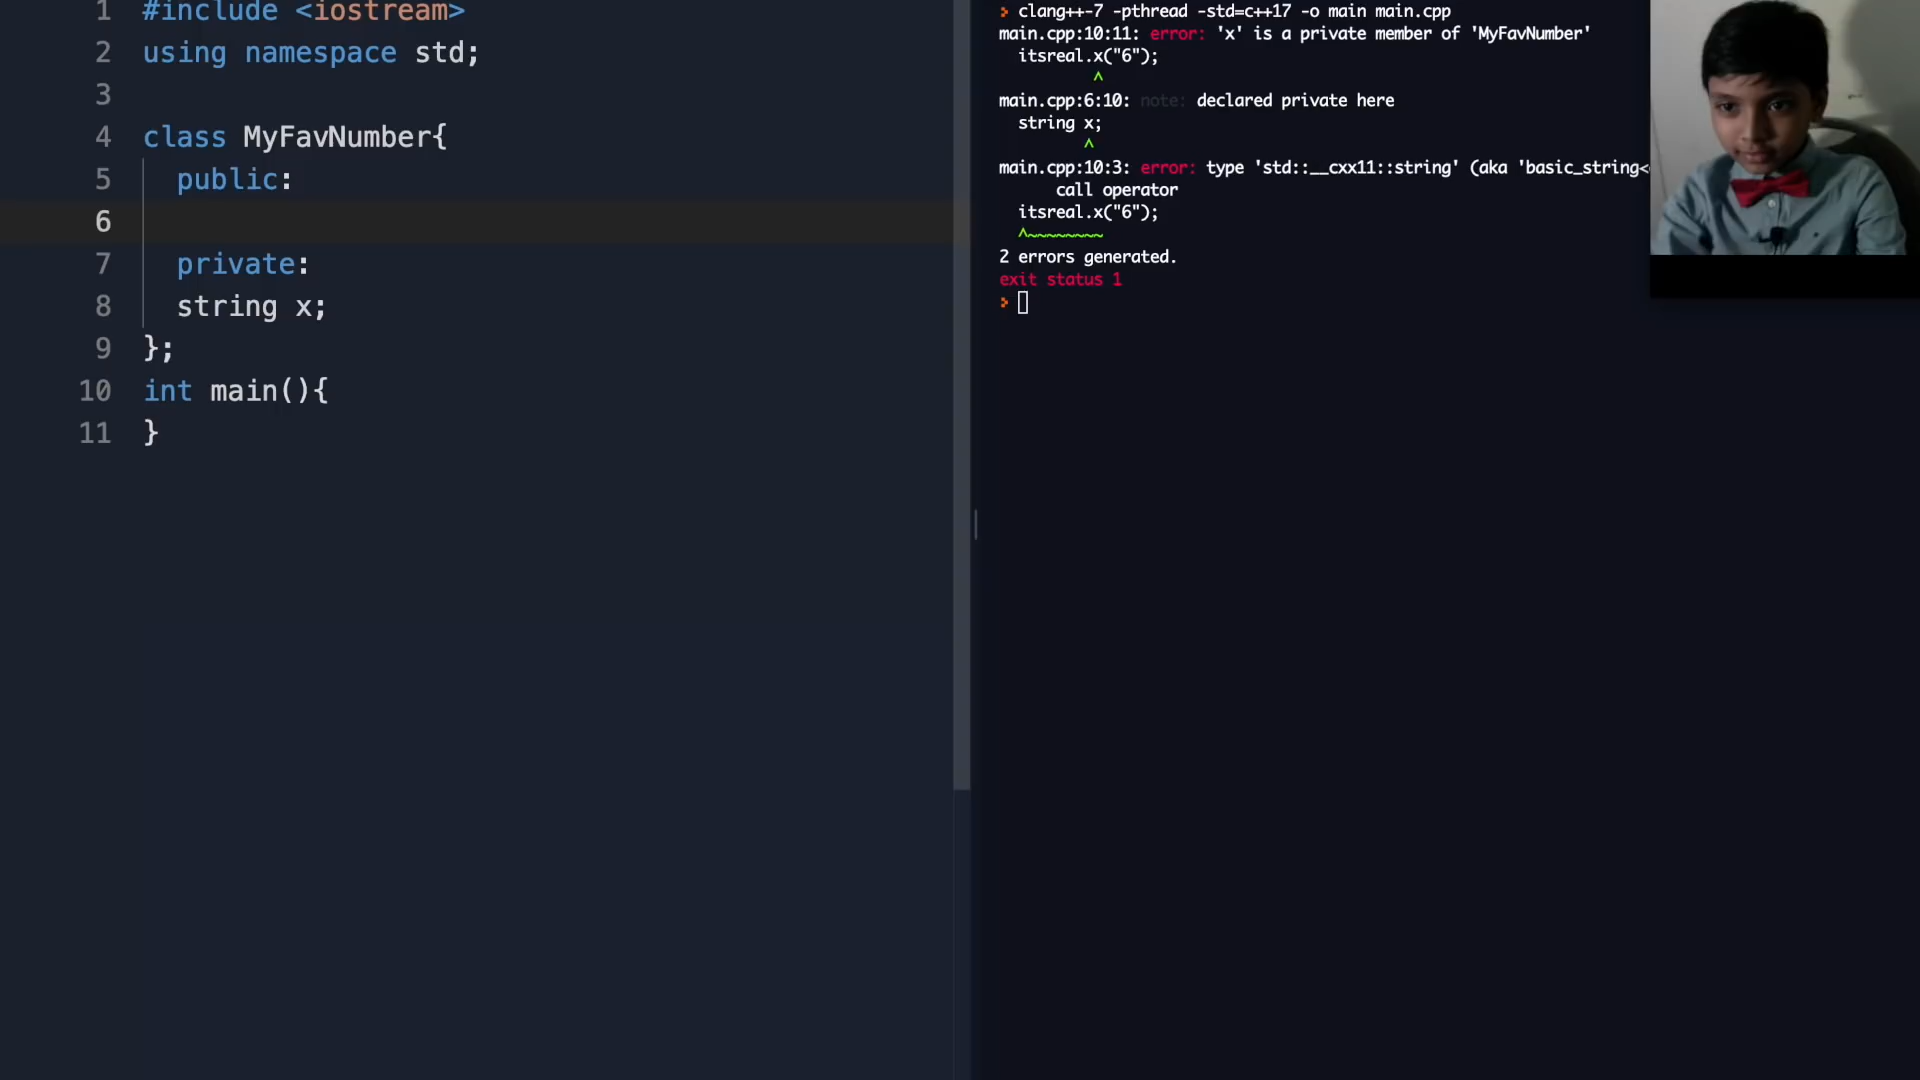 1 #include <iostream>
2 using namespace std;
3
4 class MyFavNumber{
5 public:
6
7 private:
8 string x;
9 };
10 int main(){
11 }
> clang++-7 -pthread -std=c++17 -o main main.cpp
main.cpp:10:11: error: 'x' is a private member of 'MyFavNumber'
itsreal.x("6");
^
main.cpp:6:10: note: declared private here
string x;
^
main.cpp:10:3: error: type 'std::__cxx11::string' (aka 'basic_string<
call operator
itsreal.x("6");
^~~~~~~~~
2 errors generated.
exit status 1
>